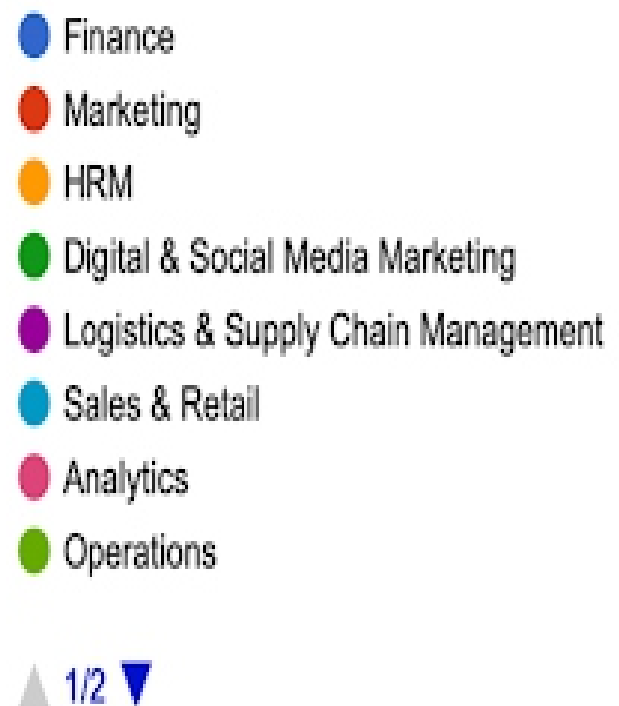 Finance
Marketing
HRM
Digital & Social Media Marketing
Logistics & Supply Chain Management
Sales & Retail
Analytics
Operations
1/2